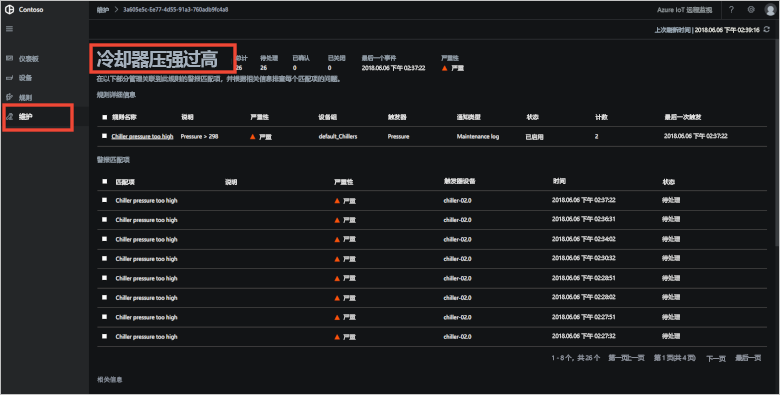 Contoso
维护 > 3a605e5c-6e77-4d55-91a3-760adb9fc4a8
Azure IoT 远程监视
?
上次刷新时间 | 2018.06.06 下午 02:39:16
仪表板
设备
规则
维护
冷却器压强过高
总计 待处理 已确认 已关闭 最后一个事件 严重性
26 26 0 0 2018.06.06 下午 02:37:22 严重
在以下部分管理关联到此规则的警报匹配项，并根据相关信息排查每个匹配项的问题。
规则详细信息
规则名称 说明 严重性 设备组 触发器 通知类型 状态 计数 最后一次触发
Chiller pressure too high Pressure > 298 严重 default_Chillers Pressure Maintenance log 已启用 2 2018.06.06 下午 02:37:22
警报匹配项
匹配项 说明 严重性 触发器设备 时间 状态
Chiller pressure too high 严重 chiller-02.0 2018.06.06 下午 02:37:22 待处理
Chiller pressure too high 严重 chiller-02.0 2018.06.06 下午 02:36:31 待处理
Chiller pressure too high 严重 chiller-02.0 2018.06.06 下午 02:34:02 待处理
Chiller pressure too high 严重 chiller-02.0 2018.06.06 下午 02:30:32 待处理
Chiller pressure too high 严重 chiller-02.0 2018.06.06 下午 02:28:51 待处理
Chiller pressure too high 严重 chiller-02.0 2018.06.06 下午 02:28:02 待处理
Chiller pressure too high 严重 chiller-02.0 2018.06.06 下午 02:27:51 待处理
Chiller pressure too high 严重 chiller-02.0 2018.06.06 下午 02:27:32 待处理
1 - 8 个，共 26 个 第一页上一页 第 1 页(共 4 页) 下一页 最后一页
相关信息